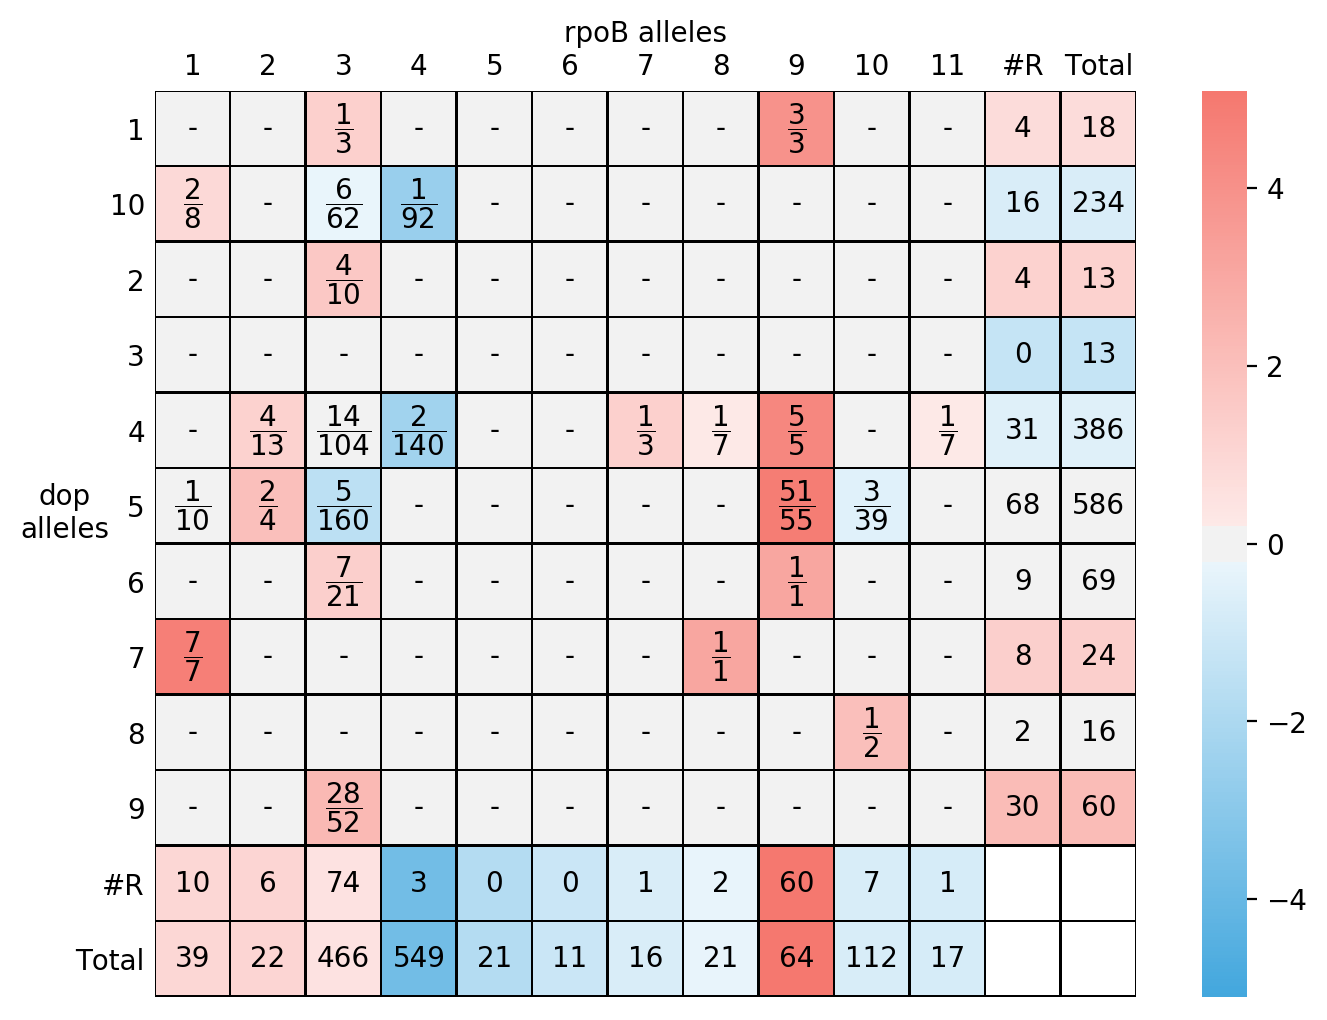 rpoB alleles
1 2 3 4 5 6 7 8 9 10 11 #R Total
1 - - 1/3 - - - - - 3/3 - - 4 18
10 2/8 - 6/62 1/92 - - - - - - - 16 234
2 - - 4/10 - - - - - - - - 4 13
3 - - - - - - - - - - - 0 13
4 - 4/13 14/104 2/140 - - 1/3 1/7 5/5 - 1/7 31 386
dop
alleles
5 1/10 2/4 5/160 - - - - - 51/55 3/39 - 68 586
6 - - 7/21 - - - - - 1/1 - - 9 69
7 7/7 - - - - - - 1/1 - - - 8 24
8 - - - - - - - - - 1/2 - 2 16
9 - - 28/52 - - - - - - - - 30 60
#R 10 6 74 3 0 0 1 2 60 7 1
Total 39 22 466 549 21 11 16 21 64 112 17
4
2
0
−2
−4